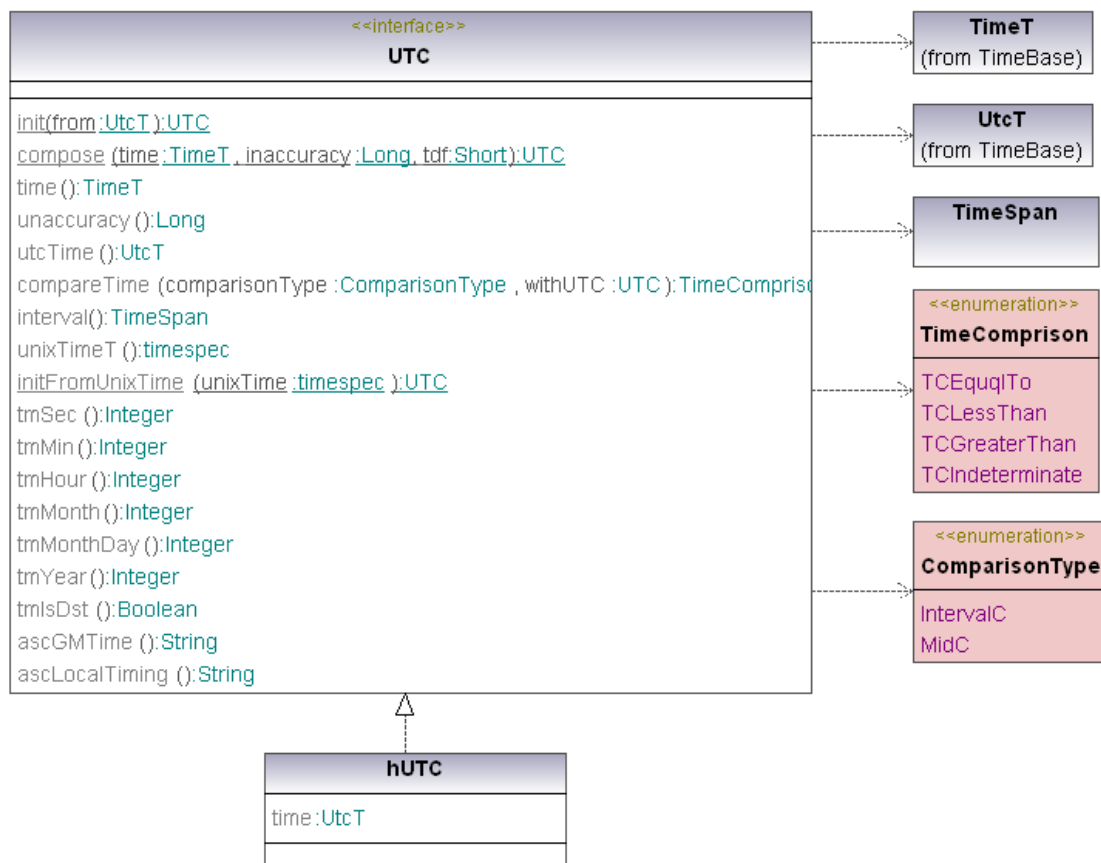 <<interface>>
UTC
init(from:UtcT):UTC
compose (time:TimeT, inaccuracy:Long, tdf:Short):UTC
time():TimeT
unaccuracy():Long
utcTime():UtcT
compareTime (comparisonType:ComparisonType, withUTC:UTC):TimeCompriso
interval():TimeSpan
unixTimeT():timespec
initFromUnixTime (unixTime:timespec):UTC
tmSec():Integer
tmMin():Integer
tmHour():Integer
tmMonth():Integer
tmMonthDay():Integer
tmYear():Integer
tmIsDst():Boolean
ascGMTime():String
ascLocalTiming():String
hUTC
time:UtcT
TimeT
(from TimeBase)
UtcT
(from TimeBase)
TimeSpan
<<enumeration>>
TimeComprison
TCEquqlTo
TCLessThan
TCGreaterThan
TCIndeterminate
<<enumeration>>
ComparisonType
IntervalC
MidC